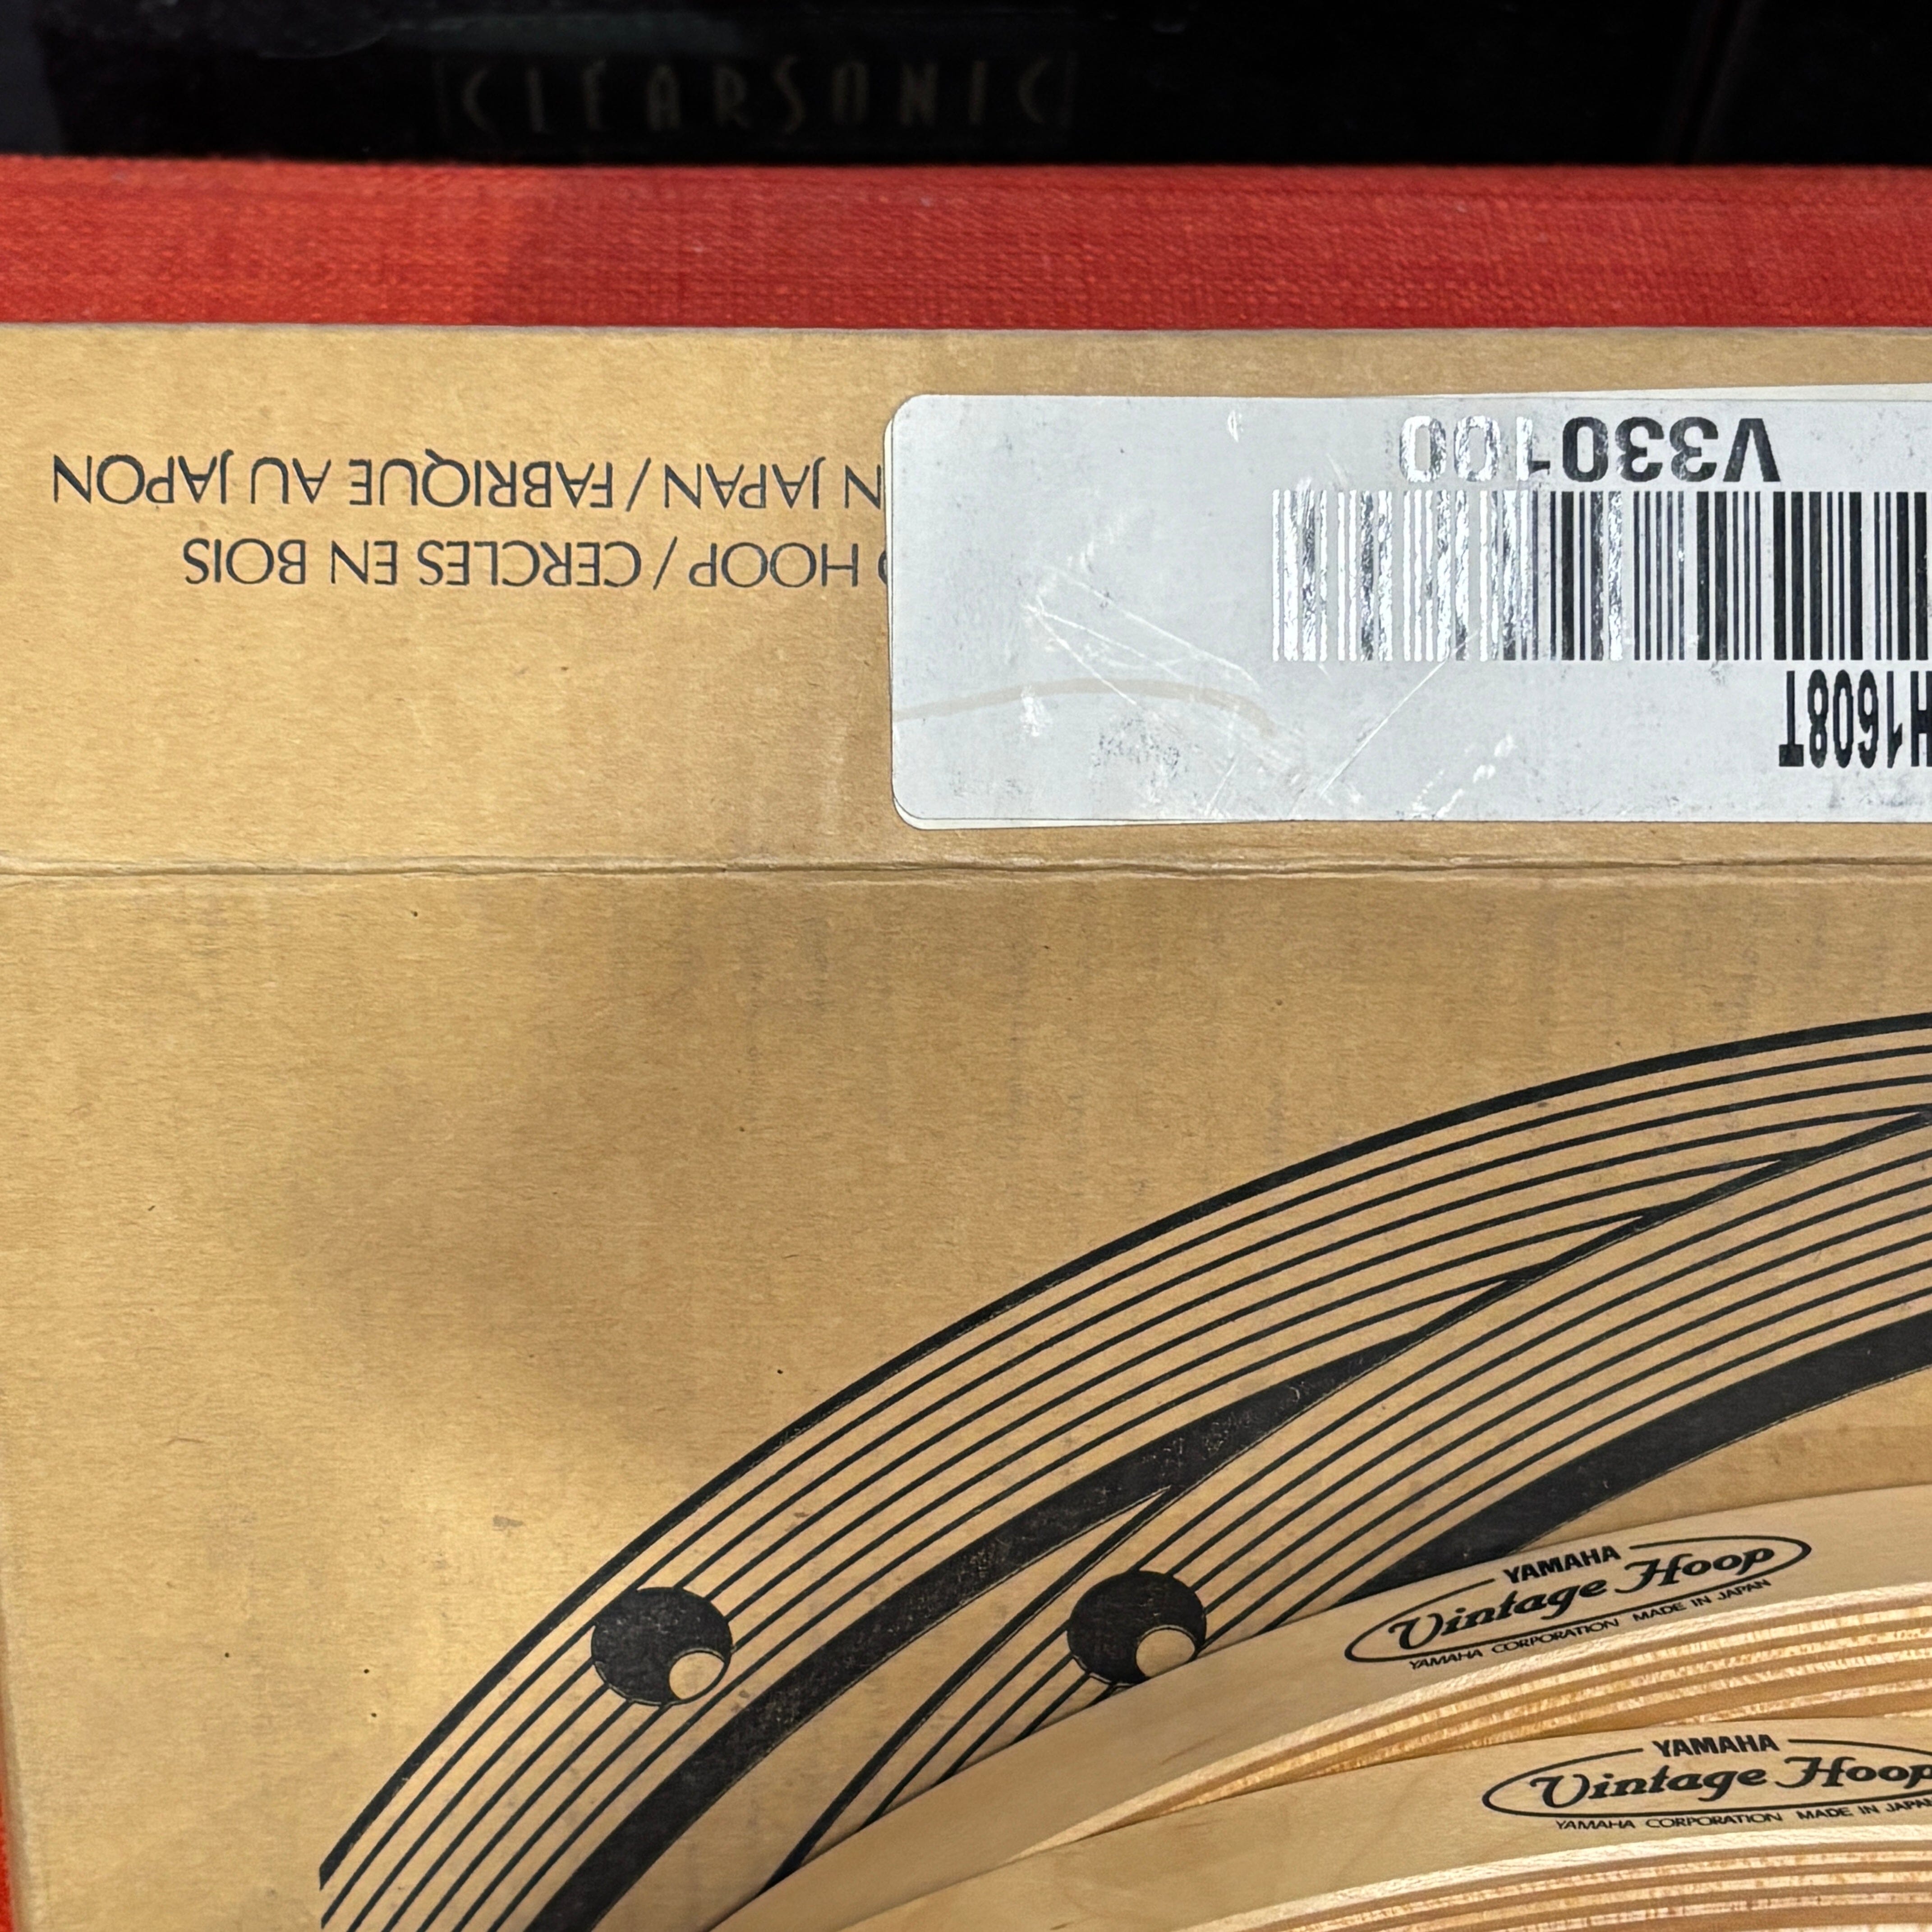 CLEARSONIC
N JAPAN / FABRIQUE AU JAPON
HOOP / CERCLES EN BOIS
V330100
H1608T
YAMAHA
Vintage Hoop
YAMAHA CORPORATION MADE IN JAPAN
YAMAHA
Vintage Hoop
YAMAHA CORPORATION MADE IN JAPAN